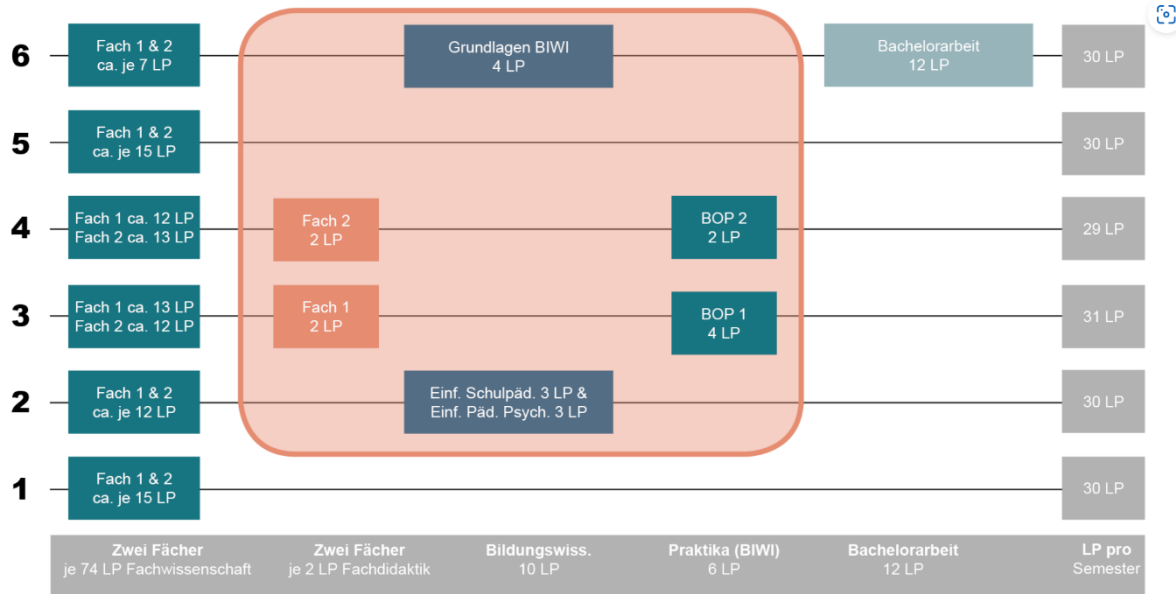 6
Fach 1 & 2
ca. je 7 LP
Grundlagen BIWI
4 LP
Bachelorarbeit
12 LP
30 LP
5
Fach 1 & 2
ca. je 15 LP
30 LP
4
Fach 1 ca. 12 LP
Fach 2 ca. 13 LP
Fach 2
2 LP
BOP 2
2 LP
29 LP
3
Fach 1 ca. 13 LP
Fach 2 ca. 12 LP
Fach 1
2 LP
BOP 1
4 LP
31 LP
2
Fach 1 & 2
ca. je 12 LP
Einf. Schulpäd. 3 LP &
Einf. Päd. Psych. 3 LP
30 LP
1
Fach 1 & 2
ca. je 15 LP
30 LP
Zwei Fächer
je 74 LP Fachwissenschaft
Zwei Fächer
je 2 LP Fachdidaktik
Bildungswiss.
10 LP
Praktika (BIWI)
6 LP
Bachelorarbeit
12 LP
LP pro
Semester